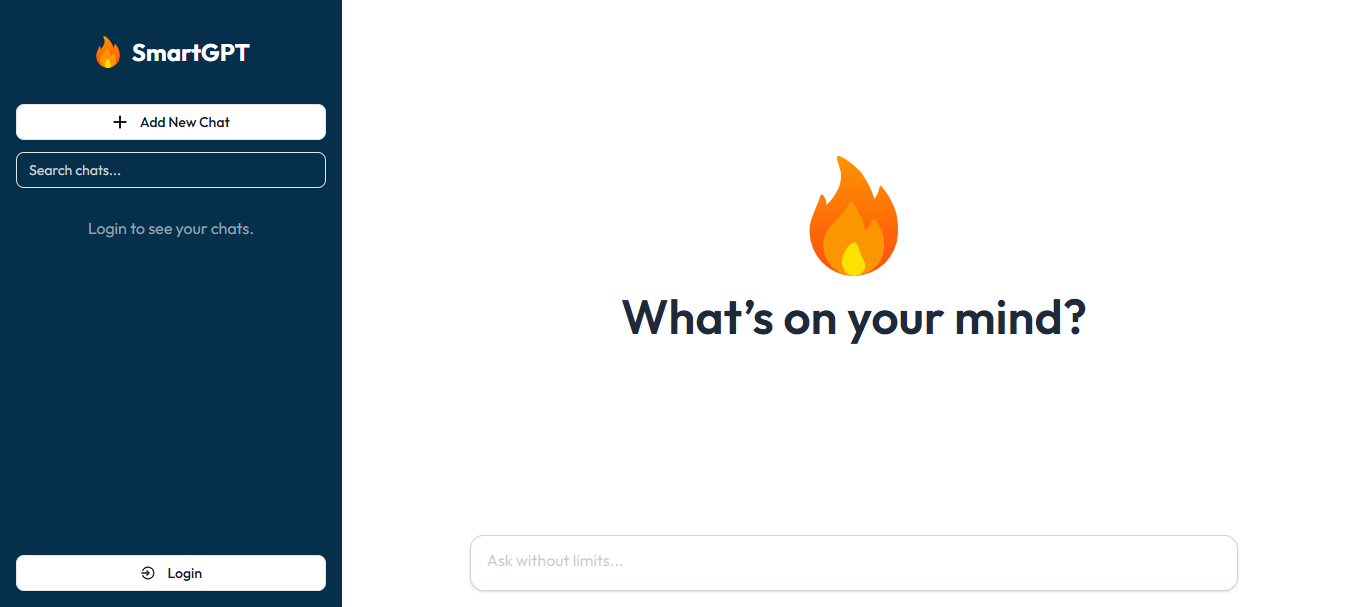 SmartGPT
Add New Chat
Search chats...
Login to see your chats.
Login
What’s on your mind?
Ask without limits...